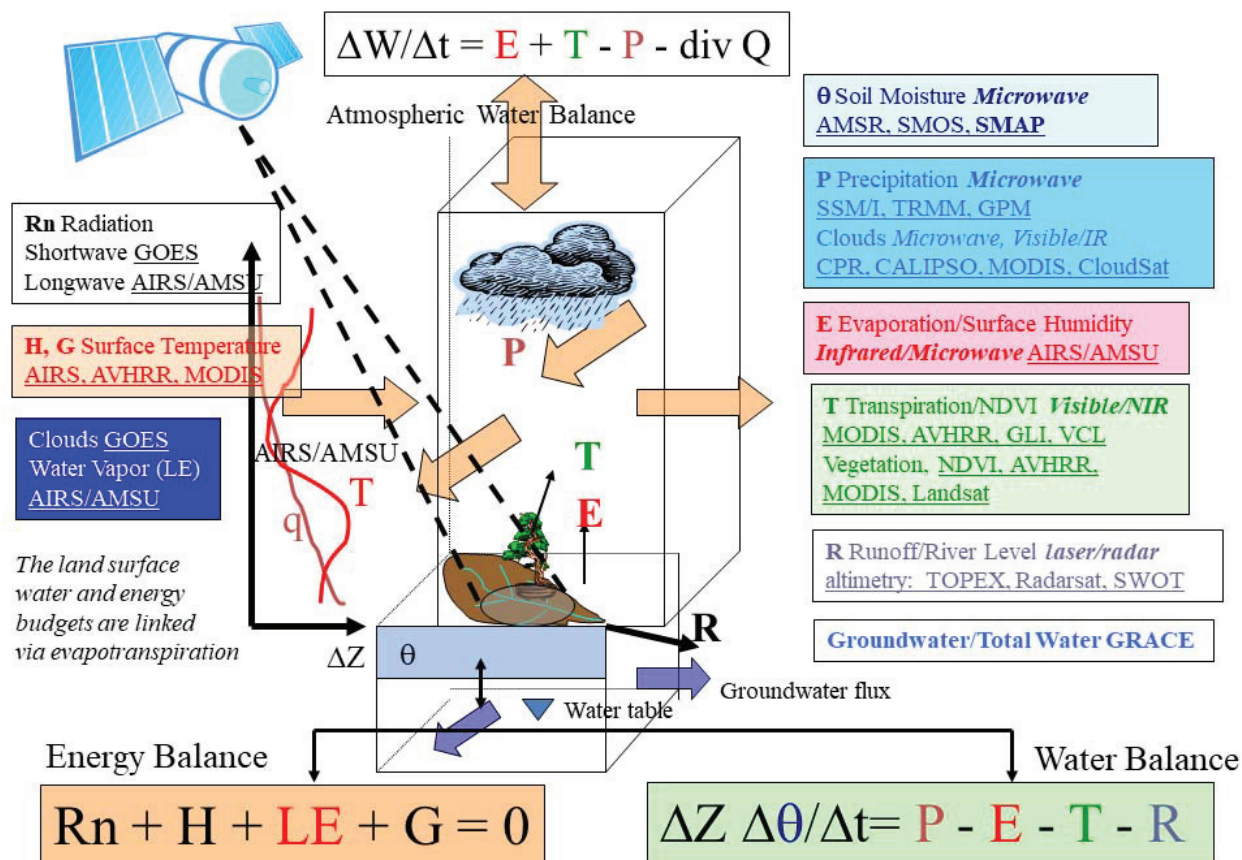 ΔW/Δt = E + T - P - div Q
Atmospheric Water Balance
Rn Radiation
Shortwave GOES
Longwave AIRS/AMSU
H, G Surface Temperature
AIRS, AVHRR, MODIS
Clouds GOES
Water Vapor (LE)
AIRS/AMSU
The land surface
water and energy
budgets are linked
via evapotranspiration
AIRS/AMSU
T
q
P
T
E
R
ΔZ
θ
Groundwater flux
Water table
θ Soil Moisture Microwave
AMSR, SMOS, SMAP
P Precipitation Microwave
SSM/I, TRMM, GPM
Clouds Microwave, Visible/IR
CPR, CALIPSO, MODIS, CloudSat
E Evaporation/Surface Humidity
Infrared/Microwave AIRS/AMSU
T Transpiration/NDVI Visible/NIR
MODIS, AVHRR, GLI, VCL
Vegetation, NDVI, AVHRR,
MODIS, Landsat
R Runoff/River Level laser/radar
altimetry: TOPEX, Radarsat, SWOT
Groundwater/Total Water GRACE
Energy Balance
Rn + H + LE + G = 0
Water Balance
ΔZ Δθ/Δt= P - E - T - R